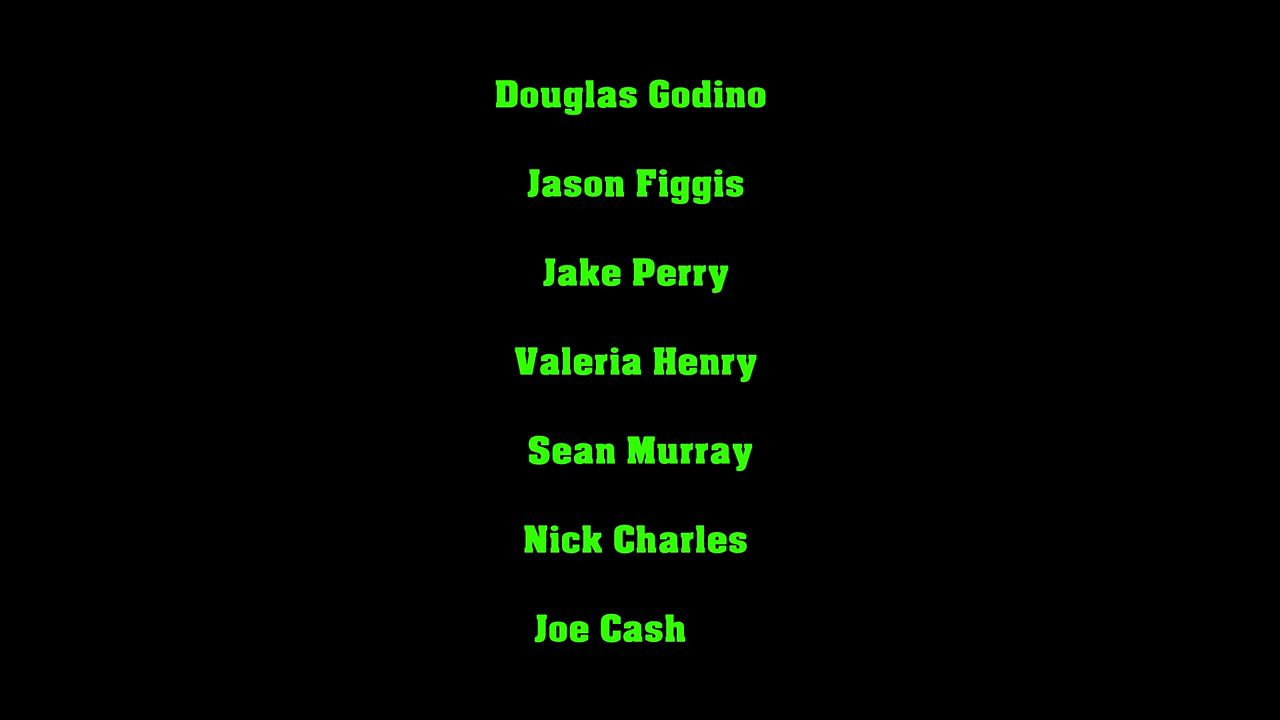 Douglas Godino
Jason Figgis
Jake Perry
Valeria Henry
Sean Murray
Nick Charles
Joe Cash